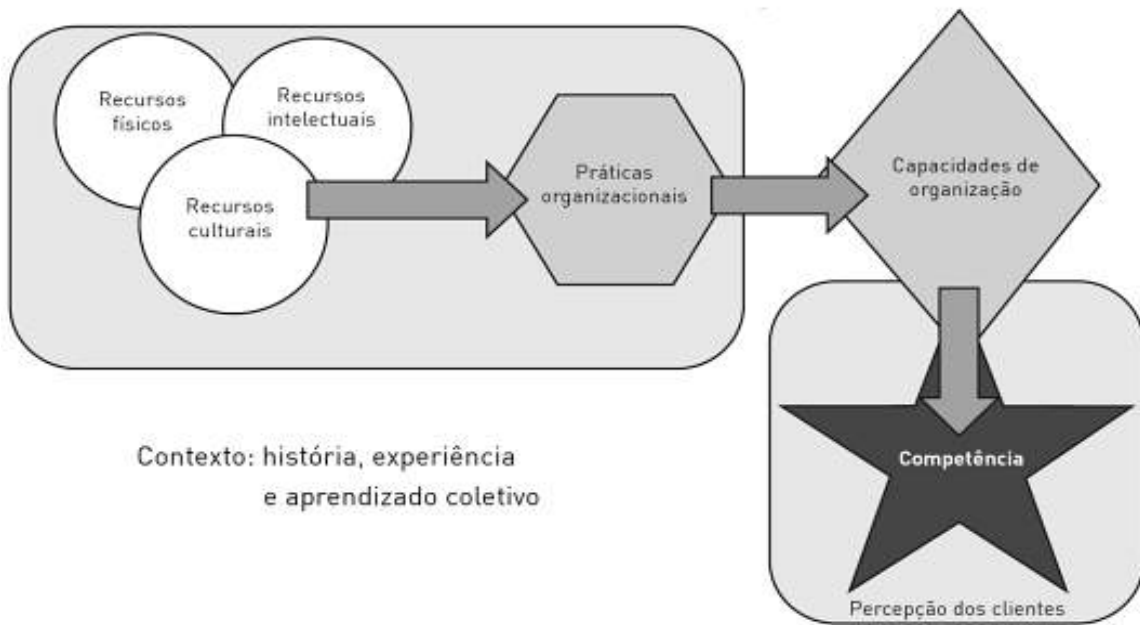 Recursos
físicos
Recursos
intelectuais
Recursos
culturais
Práticas
organizacionais
Capacidades de
organização
Contexto: história, experiência
e aprendizado coletivo
Competência
Percepção dos clientes